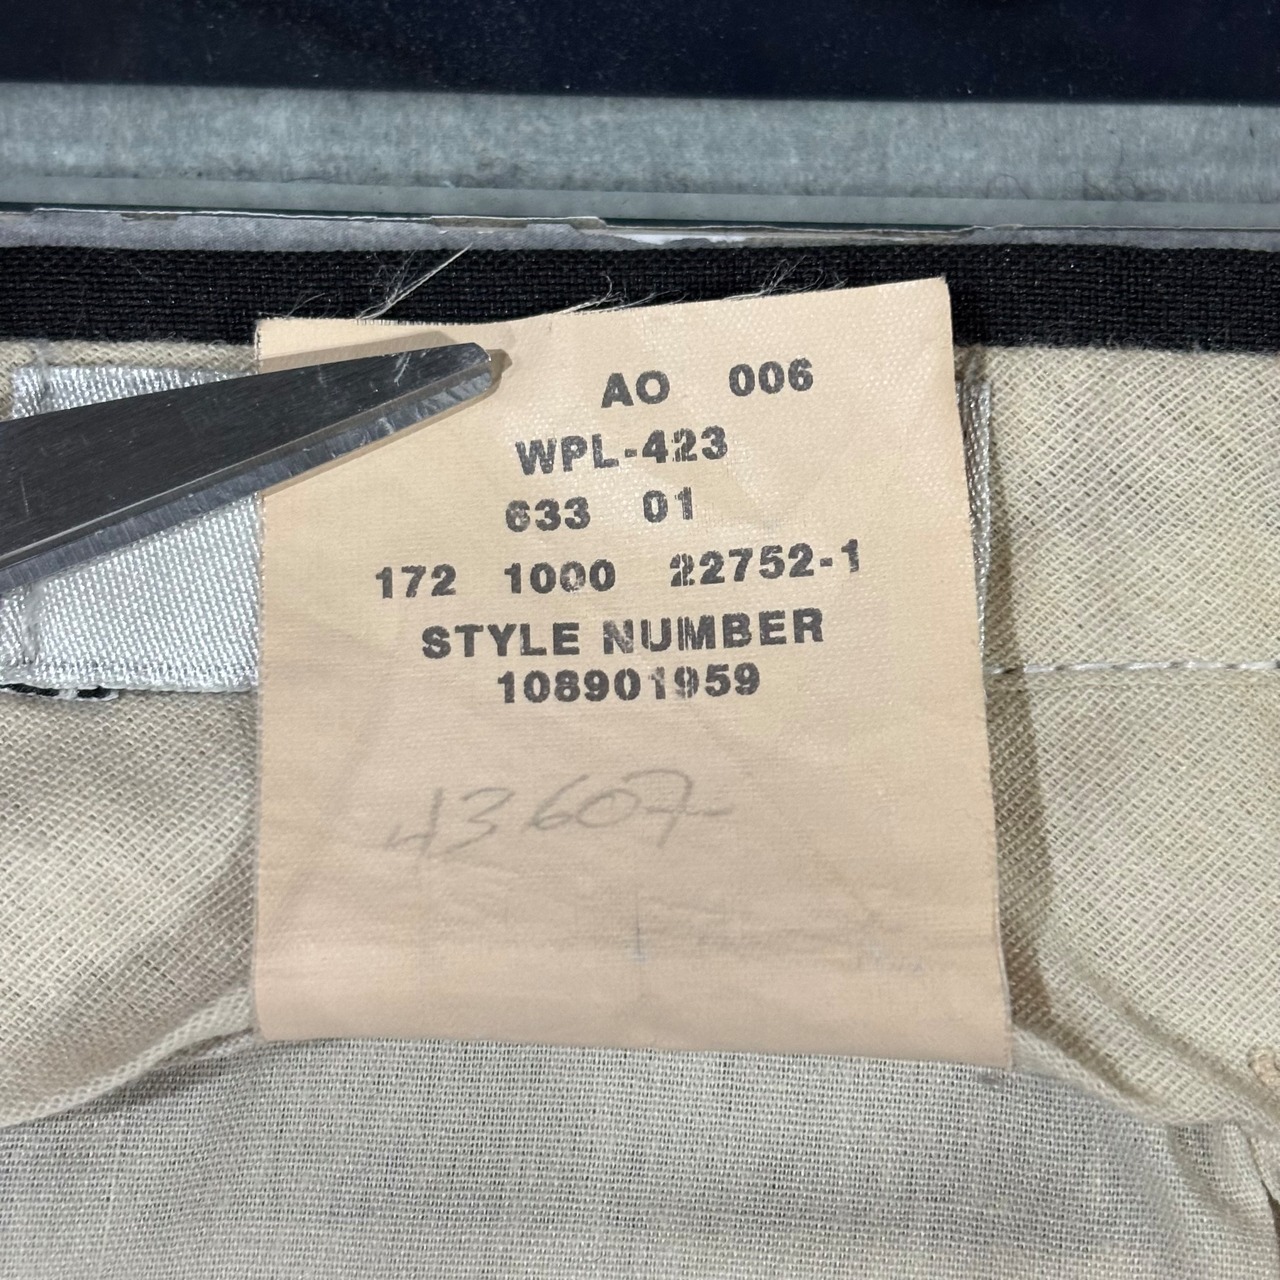 AO 006
WPL-423
633 01
172 1000 22752-1
STYLE NUMBER
108901959
43607